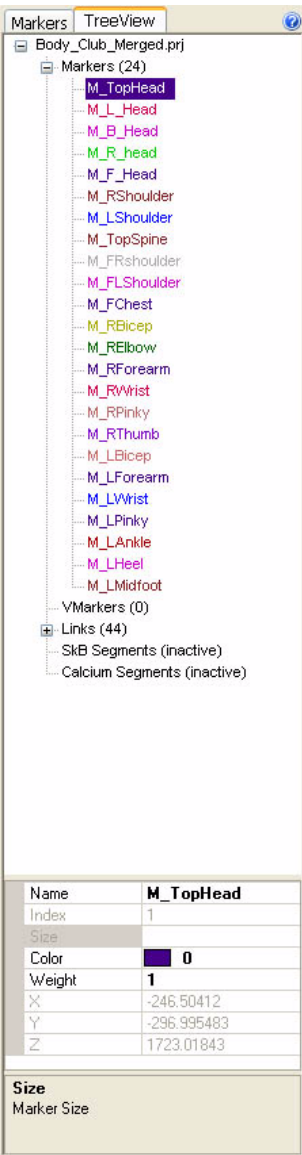 Markers TreeView ?
Body_Club_Merged.prj
Markers (24)
M_TopHead
M_L_Head
M_B_Head
M_R_head
M_F_Head
M_RShoulder
M_LShoulder
M_TopSpine
M_FRshoulder
M_FLShoulder
M_FChest
M_RBicep
M_RElbow
M_RForearm
M_RWrist
M_RPinky
M_RThumb
M_LBicep
M_LForearm
M_LWrist
M_LPinky
M_LAnkle
M_LHeel
M_LMidfoot
VMarkers (0)
Links (44)
SkB Segments (inactive)
Calcium Segments (inactive)
Name M_TopHead
Index 1
Size
Color 0
Weight 1
X -246.50412
Y -296.995483
Z 1723.01843
Size
Marker Size